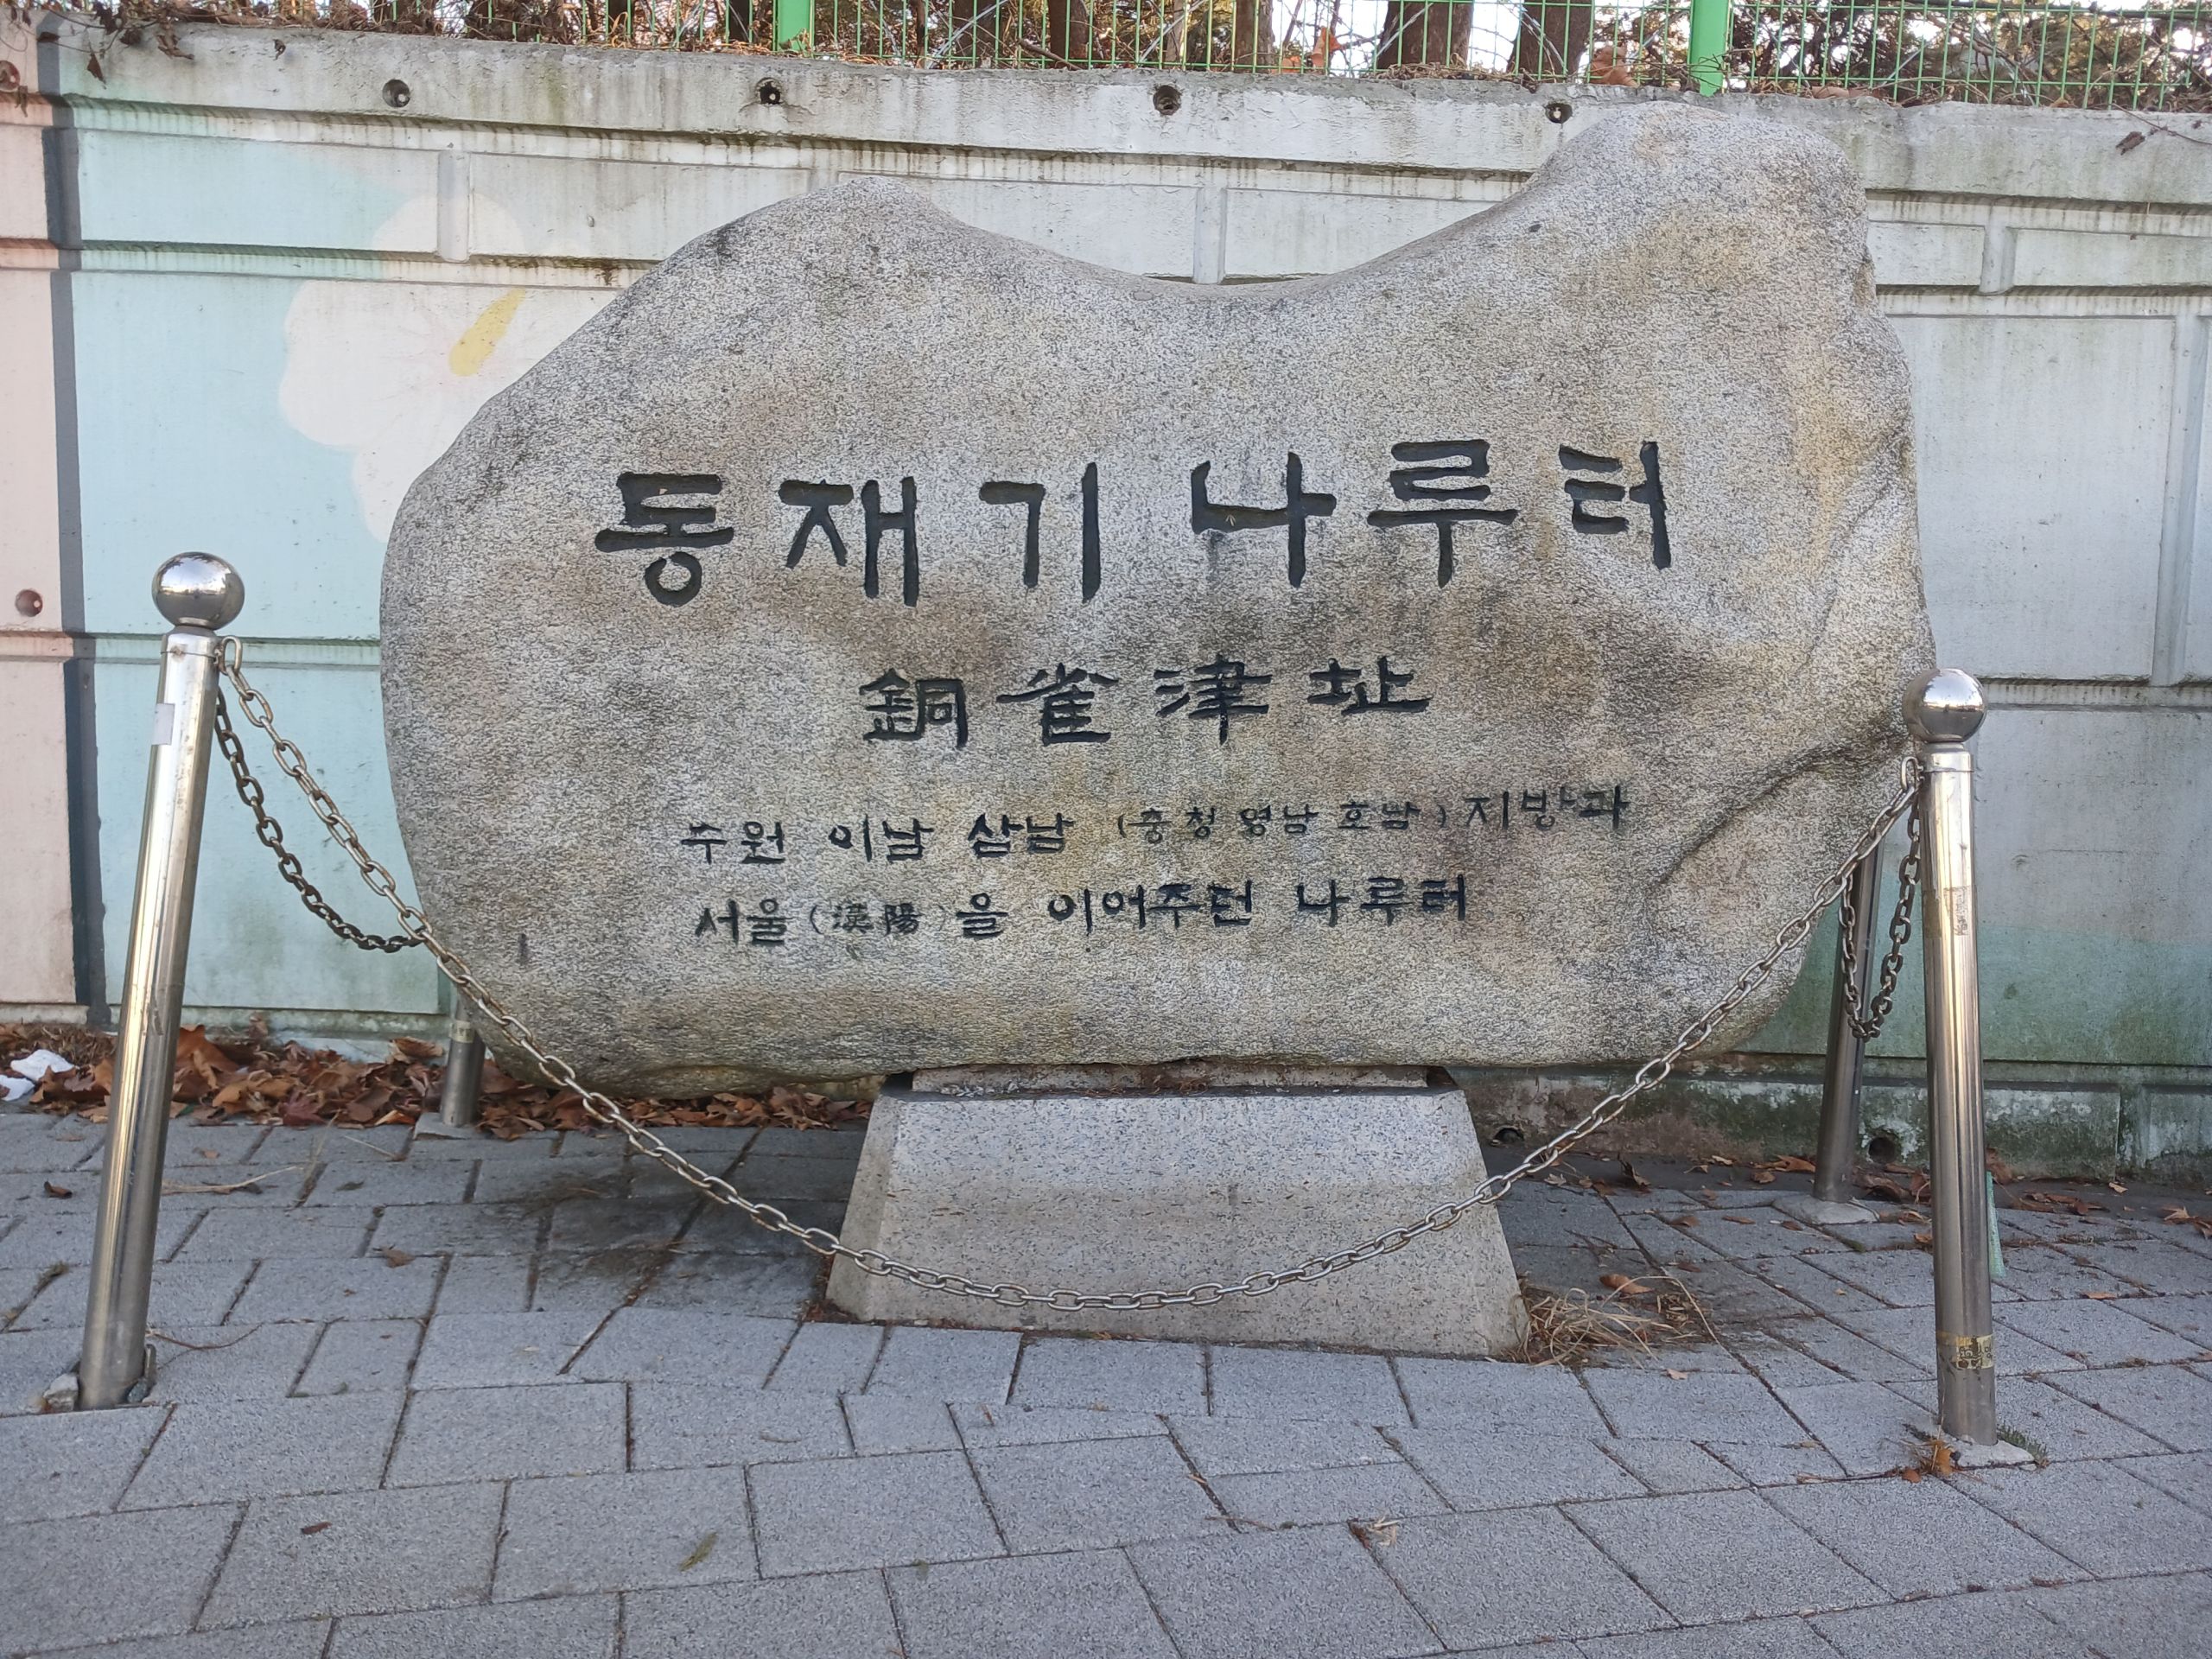 동재기 나루터
銅雀津址
수원 이남 삼남 (충청 영남 호남) 지방과
서울(漢陽)을 이어주던 나루터